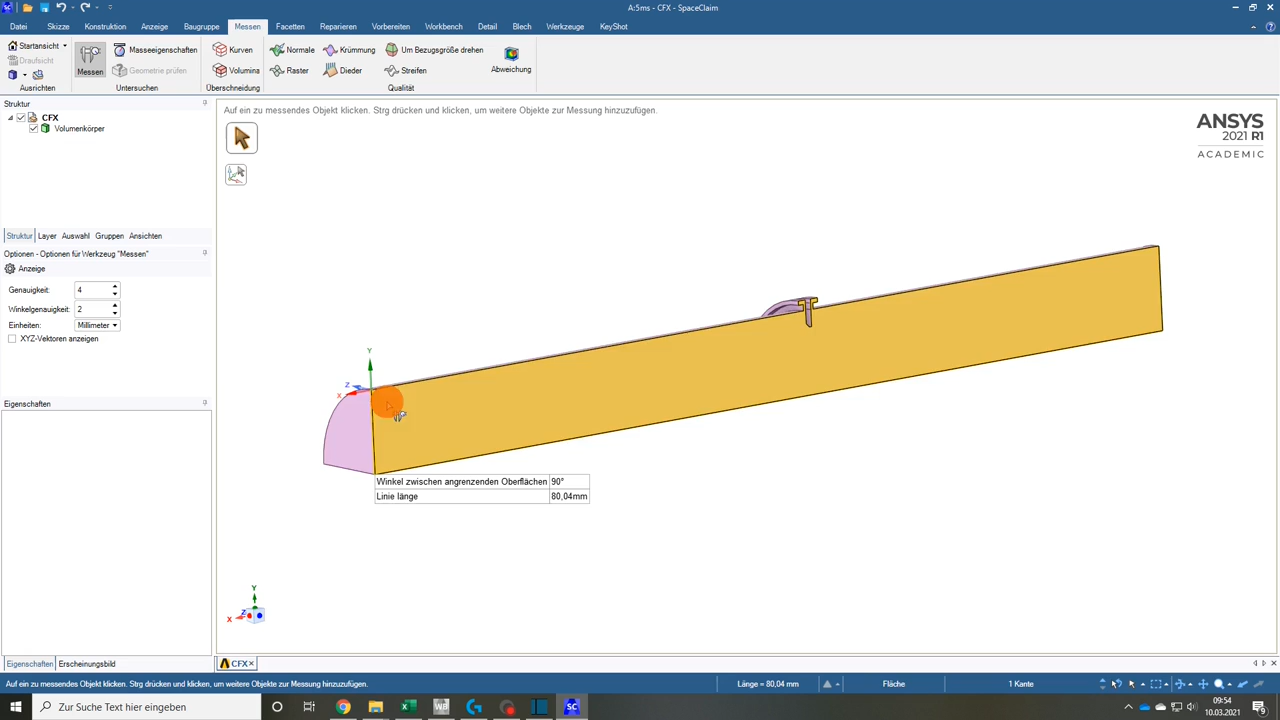 A:5ms - CFX - SpaceClaim
Datei Skizze Konstruktion Anzeige Baugruppe Messen Facetten Reparieren Vorbereiten Workbench Detail Blech Werkzeuge KeyShot
Startansicht
Draufsicht
Ausrichten
Messen
Masseeigenschaften
Geometrie prüfen
Untersuchen
Kurven
Volumina
Überschneidung
Normale
Krümmung
Um Bezugsgröße drehen
Raster
Dieder
Streifen
Qualität
Abweichung
Struktur
CFX
Volumenkörper
Struktur Layer Auswahl Gruppen Ansichten
Optionen - Optionen für Werkzeug "Messen"
Anzeige
Genauigkeit: 4
Winkelgenauigkeit: 2
Einheiten: Millimeter
XYZ-Vektoren anzeigen
Eigenschaften
Eigenschaften Erscheinungsbild
Auf ein zu messendes Objekt klicken. Strg drücken und klicken, um weitere Objekte zur Messung hinzuzufügen.
ANSYS
2021 R1
ACADEMIC
Y
Z
X
Winkel zwischen angrenzenden Oberflächen 90°
Linie länge 80,04mm
Y
Z
X
CFX
Auf ein zu messendes Objekt klicken. Strg drücken und klicken, um weitere Objekte zur Messung hinzuzufügen.
Länge = 80,04 mm
Fläche
1 Kante
Zur Suche Text hier eingeben
WB
SC
09:54
10.03.2021